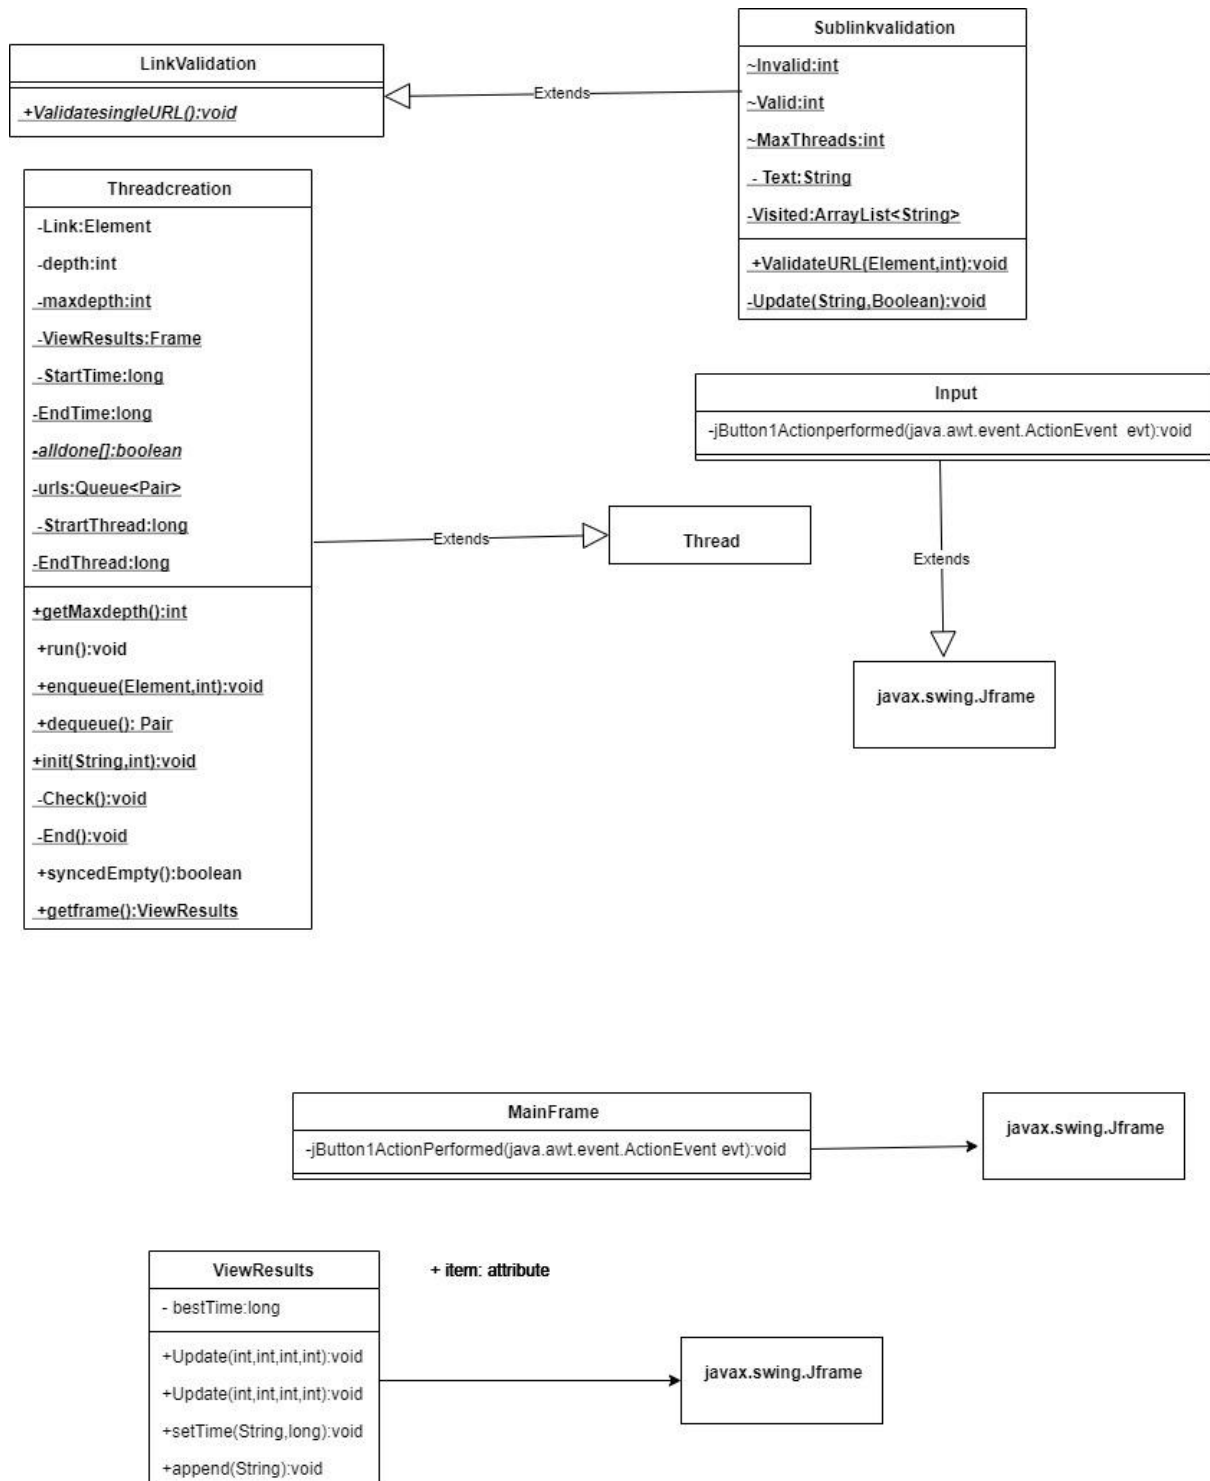 LinkValidation
+ValidatesingleURL():void
Extends
Sublinkvalidation
~Invalid:int
~Valid:int
~MaxThreads:int
- Text:String
-Visited:ArrayList<String>
+ValidateURL(Element,int):void
-Update(String,Boolean):void
Threadcreation
-Link:Element
-depth:int
-maxdepth:int
-ViewResults:Frame
-StartTime:long
-EndTime:long
-alldone[]:boolean
-urls:Queue<Pair>
-StrartThread:long
-EndThread:long
+getMaxdepth():int
+run():void
+enqueue(Element,int):void
+dequeue(): Pair
+init(String,int):void
-Check():void
-End():void
+syncedEmpty():boolean
+getframe():ViewResults
Extends
Thread
Input
-jButton1Actionperformed(java.awt.event.ActionEvent evt):void
Extends
javax.swing.Jframe
MainFrame
-jButton1ActionPerformed(java.awt.event.ActionEvent evt):void
javax.swing.Jframe
ViewResults
- bestTime:long
+Update(int,int,int,int):void
+Update(int,int,int,int):void
+setTime(String,long):void
+append(String):void
+ item: attribute
javax.swing.Jframe